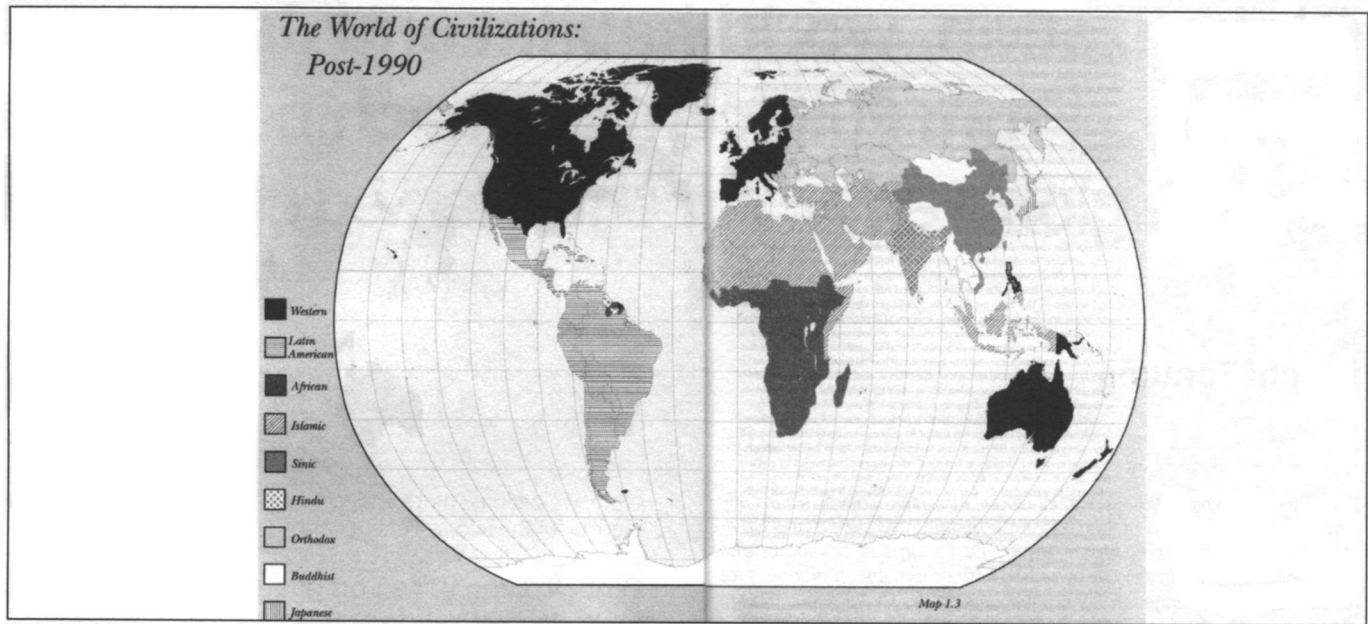 The World of Civilizations:
Post-1990
Western
Latin
American
African
Islamic
Sinic
Hindu
Orthodox
Buddhist
Japanese
Map 1.3